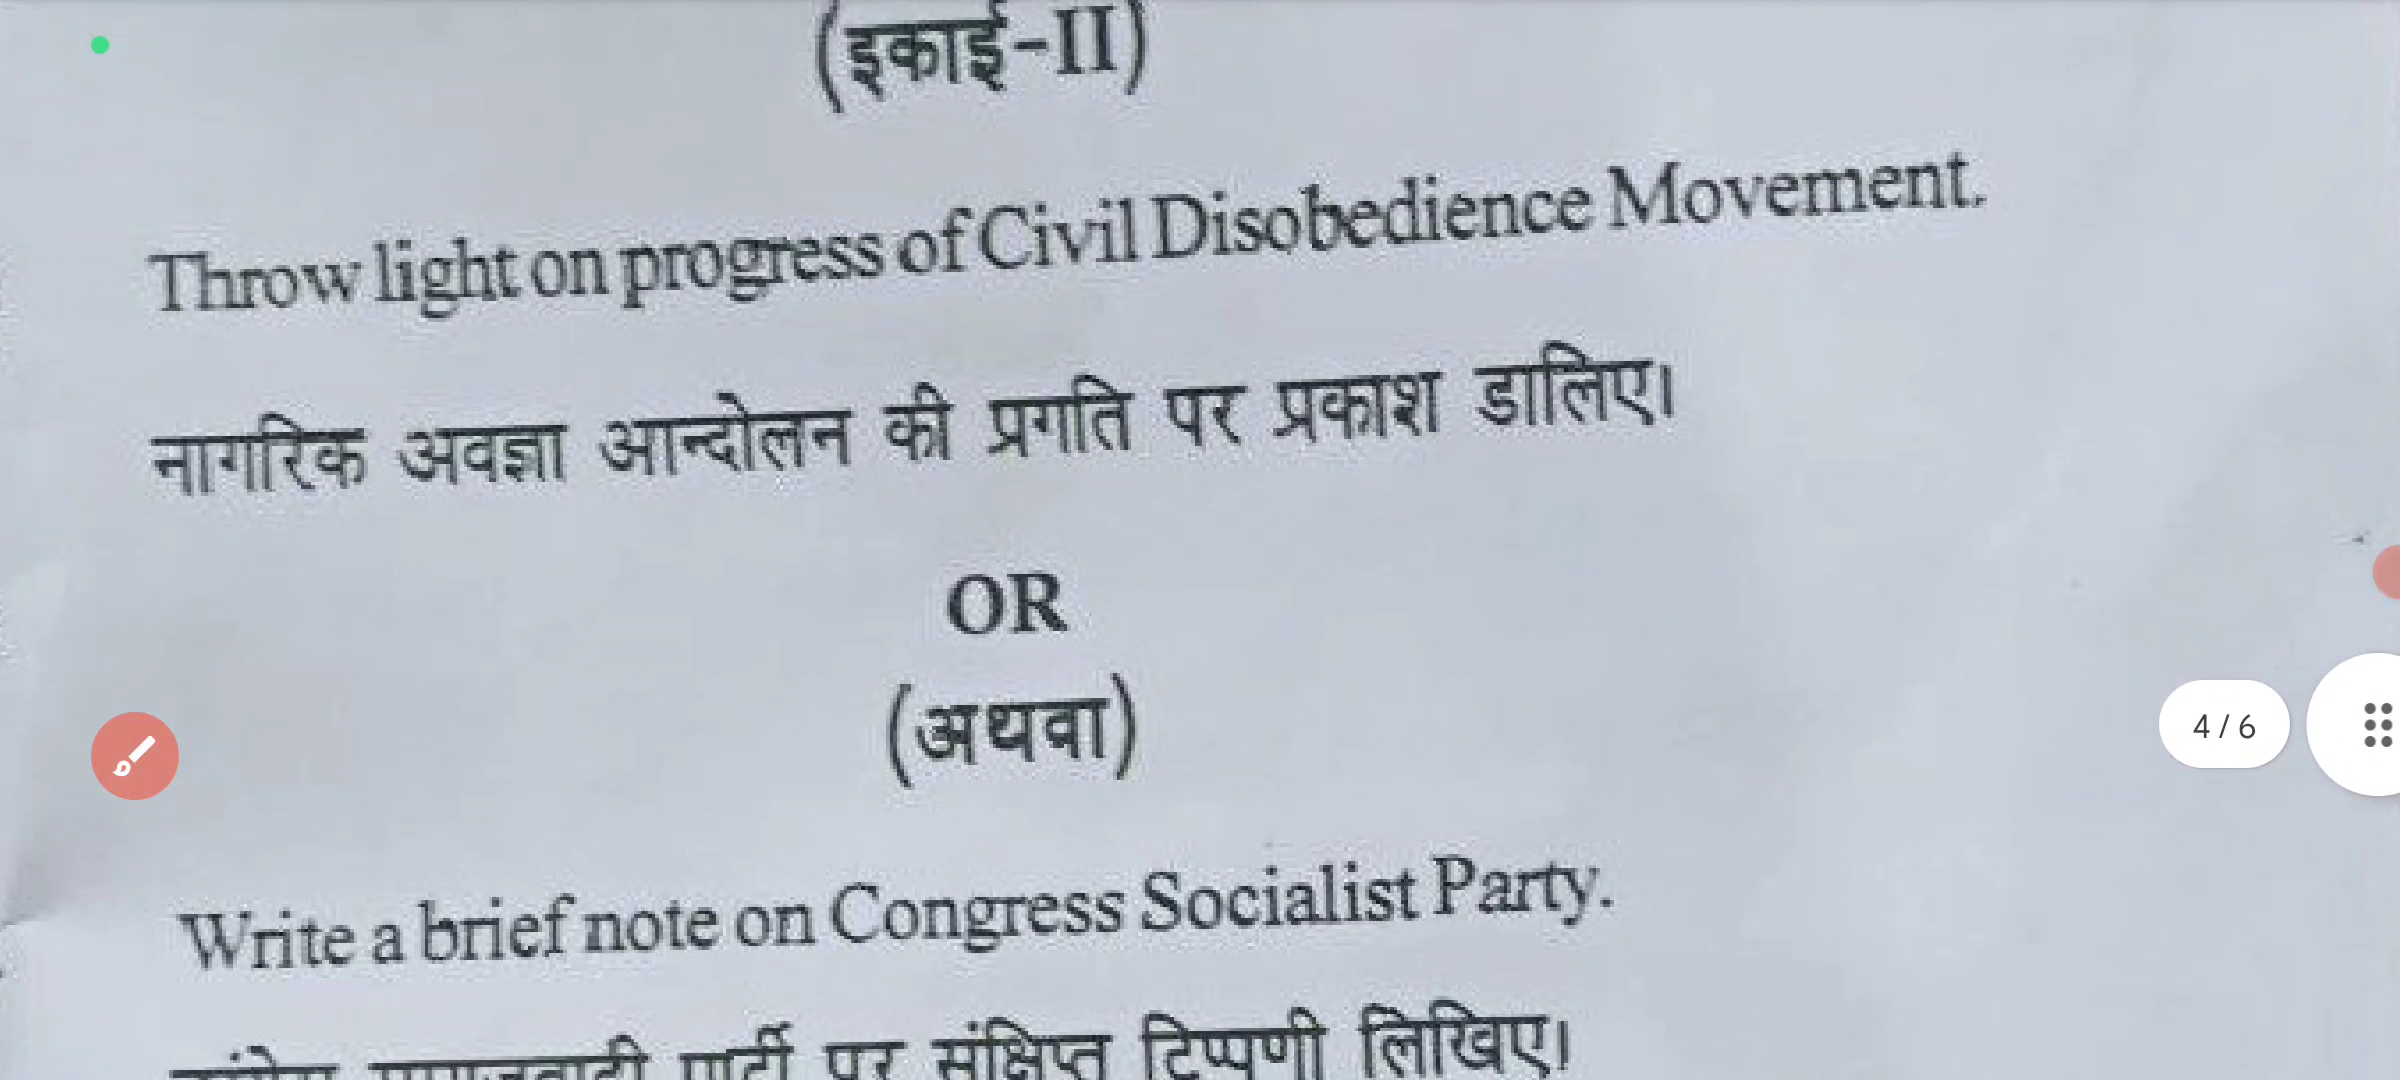 (इकाई-II)
Throw light on progress of Civil Disobedience Movement.
नागरिक अवज्ञा आन्दोलन की प्रगति पर प्रकाश डालिए।
OR
(अथवा)
4 / 6
Write a brief note on Congress Socialist Party.
पार्टी पर संक्षिप्त टिप्पणी लिखिए।